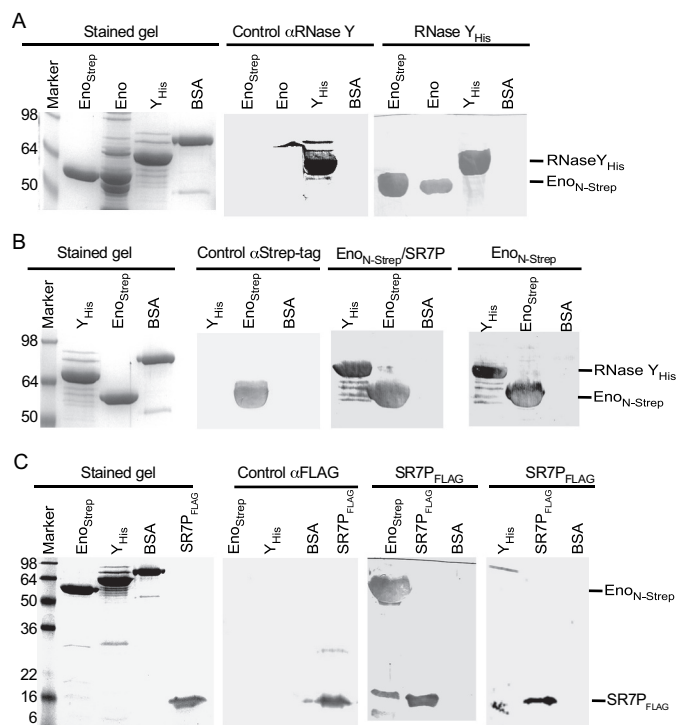 A
Stained gel
Control αRNase Y
RNase YHis
Marker
EnoStrep
Eno
YHis
BSA
EnoStrep
Eno
YHis
BSA
EnoStrep
Eno
YHis
BSA
98
64
50
RNaseYHis
EnoN-Strep
B
Stained gel
Control αStrep-tag
EnoN-Strep/SR7P
EnoN-Strep
Marker
YHis
EnoStrep
BSA
YHis
EnoStrep
BSA
YHis
EnoStrep
BSA
YHis
EnoStrep
BSA
98
64
50
RNase YHis
EnoN-Strep
C
Stained gel
Control αFLAG
SR7PFLAG
SR7PFLAG
Marker
EnoStrep
YHis
BSA
SR7PFLAG
EnoStrep
YHis
BSA
SR7PFLAG
EnoStrep
SR7PFLAG
BSA
YHis
SR7PFLAG
BSA
98
64
50
36
22
16
6
EnoN-Strep
SR7PFLAG